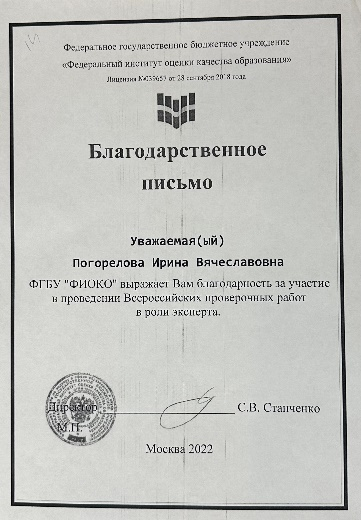 Федеральное государственное бюджетное учреждение
«Федеральный институт оценки качества образования»
Лицензия №039657 от 28 сентября 2018 года
Благодарственное
письмо
Уважаемая(ый)
Погорелова Ирина Вячеславовна
ФГБУ "ФИОКО" выражает Вам благодарность за участие
в проведении Всероссийских проверочных работ
в роли эксперта.
Директор С.В. Станченко
М.П.
Москва 2022